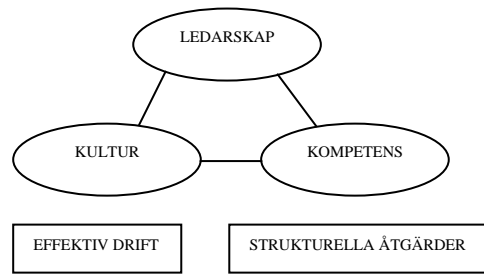 LEDARSKAP
KULTUR
KOMPETENS
EFFEKTIV DRIFT
STRUKTURELLA ÅTGÄRDER